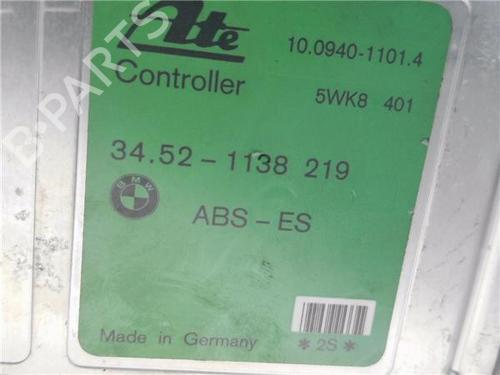 Ate
10.0940-1101.4
Controller
5WK8 401
34.52-1138 219
BMW
ABS-ES
Made in Germany
*2S*
B-PARTS